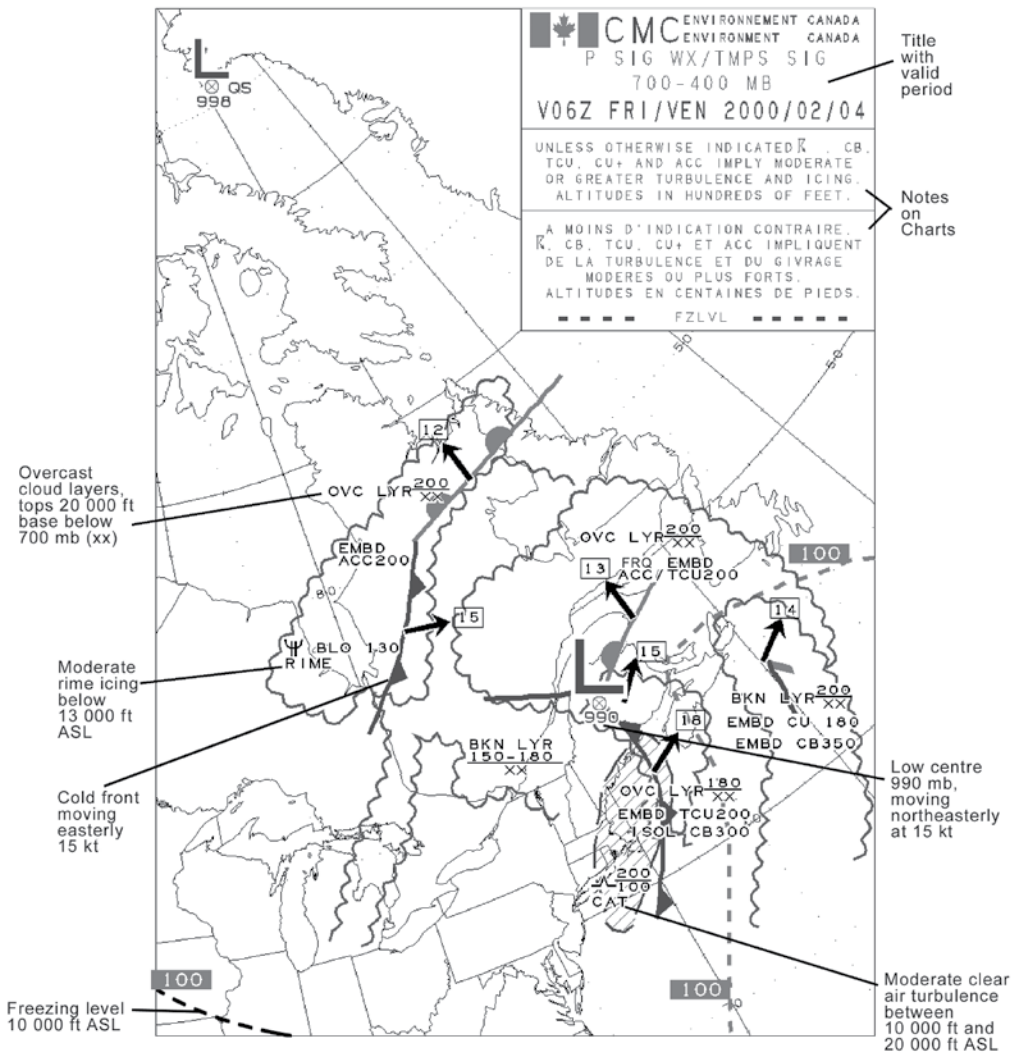 CMC ENVIRONNEMENT CANADA
ENVIRONMENT CANADA
P SIG WX/TMPS SIG
700-400 MB
V06Z FRI/VEN 2000/02/04
UNLESS OTHERWISE INDICATED , CB,
TCU, CU+ AND ACC IMPLY MODERATE
OR GREATER TURBULENCE AND ICING.
ALTITUDES IN HUNDREDS OF FEET.
A MOINS D'INDICATION CONTRAIRE,
, CB, TCU, CU+ ET ACC IMPLIQUENT
DE LA TURBULENCE ET DU GIVRAGE
MODERES OU PLUS FORTS.
ALTITUDES EN CENTAINES DE PIEDS.
FZLVL
Title
with
valid
period
Notes
on
Charts
L
QS
998
50
50
12
OVC LYR 200
XX
Overcast
cloud layers,
tops 20 000 ft
base below
700 mb (xx)
EMBD
ACC200
80
15
BLO 130
RIME
Moderate
rime icing
below
13 000 ft
ASL
OVC LYR 200
XX
FRQ EMBD
ACC/TCU200
13
100
14
15
L
990
18
BKN LYR 200
XX
EMBD CU 180
EMBD CB350
BKN LYR
150-180
XX
OVC LYR 180
XX
EMBD TCU200
ISOL CB300
200
100
CAT
Cold front
moving
easterly
15 kt
Low centre
990 mb,
moving
northeasterly
at 15 kt
100
100
Freezing level
10 000 ft ASL
Moderate clear
air turbulence
between
10 000 ft and
20 000 ft ASL